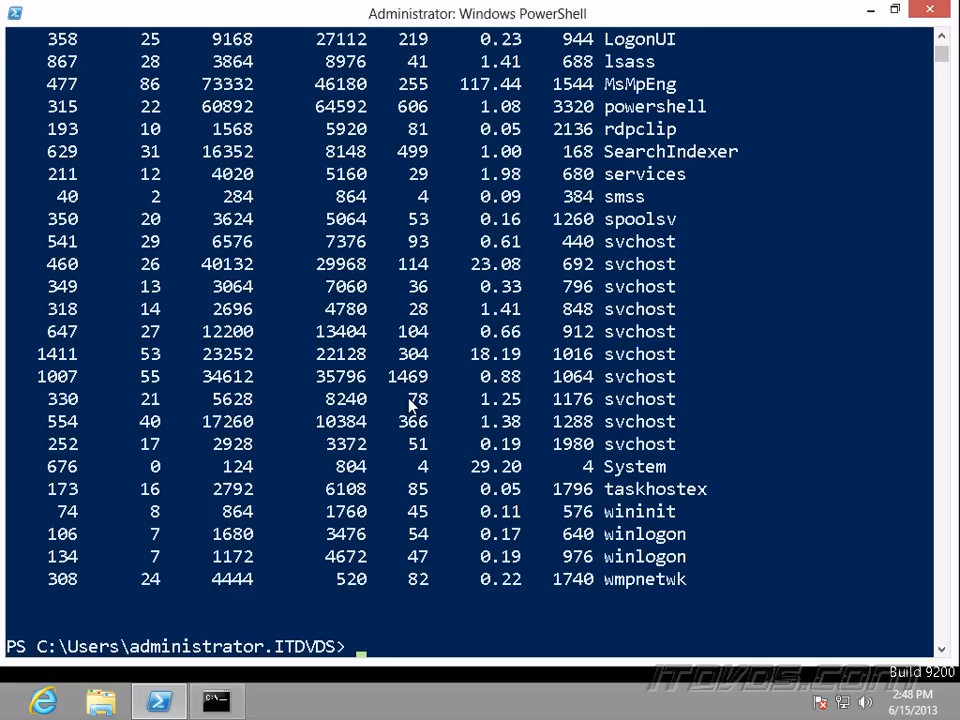 Administrator: Windows PowerShell
358 25 9168 27112 219 0.23 944 LogonUI
867 28 3864 8976 41 1.41 688 lsass
477 86 73332 46180 255 117.44 1544 MsMpEng
315 22 60892 64592 606 1.08 3320 powershell
193 10 1568 5920 81 0.05 2136 rdpclip
629 31 16352 8148 499 1.00 168 SearchIndexer
211 12 4020 5160 29 1.98 680 services
40 2 284 864 4 0.09 384 smss
350 20 3624 5064 53 0.16 1260 spoolsv
541 29 6576 7376 93 0.61 440 svchost
460 26 40132 29968 114 23.08 692 svchost
349 13 3064 7060 36 0.33 796 svchost
318 14 2696 4780 28 1.41 848 svchost
647 27 12200 13404 104 0.66 912 svchost
1411 53 23252 22128 304 18.19 1016 svchost
1007 55 34612 35796 1469 0.88 1064 svchost
330 21 5628 8240 78 1.25 1176 svchost
554 40 17260 10384 366 1.38 1288 svchost
252 17 2928 3372 51 0.19 1980 svchost
676 0 124 804 4 29.20 4 System
173 16 2792 6108 85 0.05 1796 taskhostex
74 8 864 1760 45 0.11 576 wininit
106 7 1680 3476 54 0.17 640 winlogon
134 7 1172 4672 47 0.19 976 winlogon
308 24 4444 520 82 0.22 1740 wmpnetwk
PS C:\Users\administrator.ITDVDS>
ITDVDS.COM
Build 9200
C:\
2:48 PM
6/15/2013